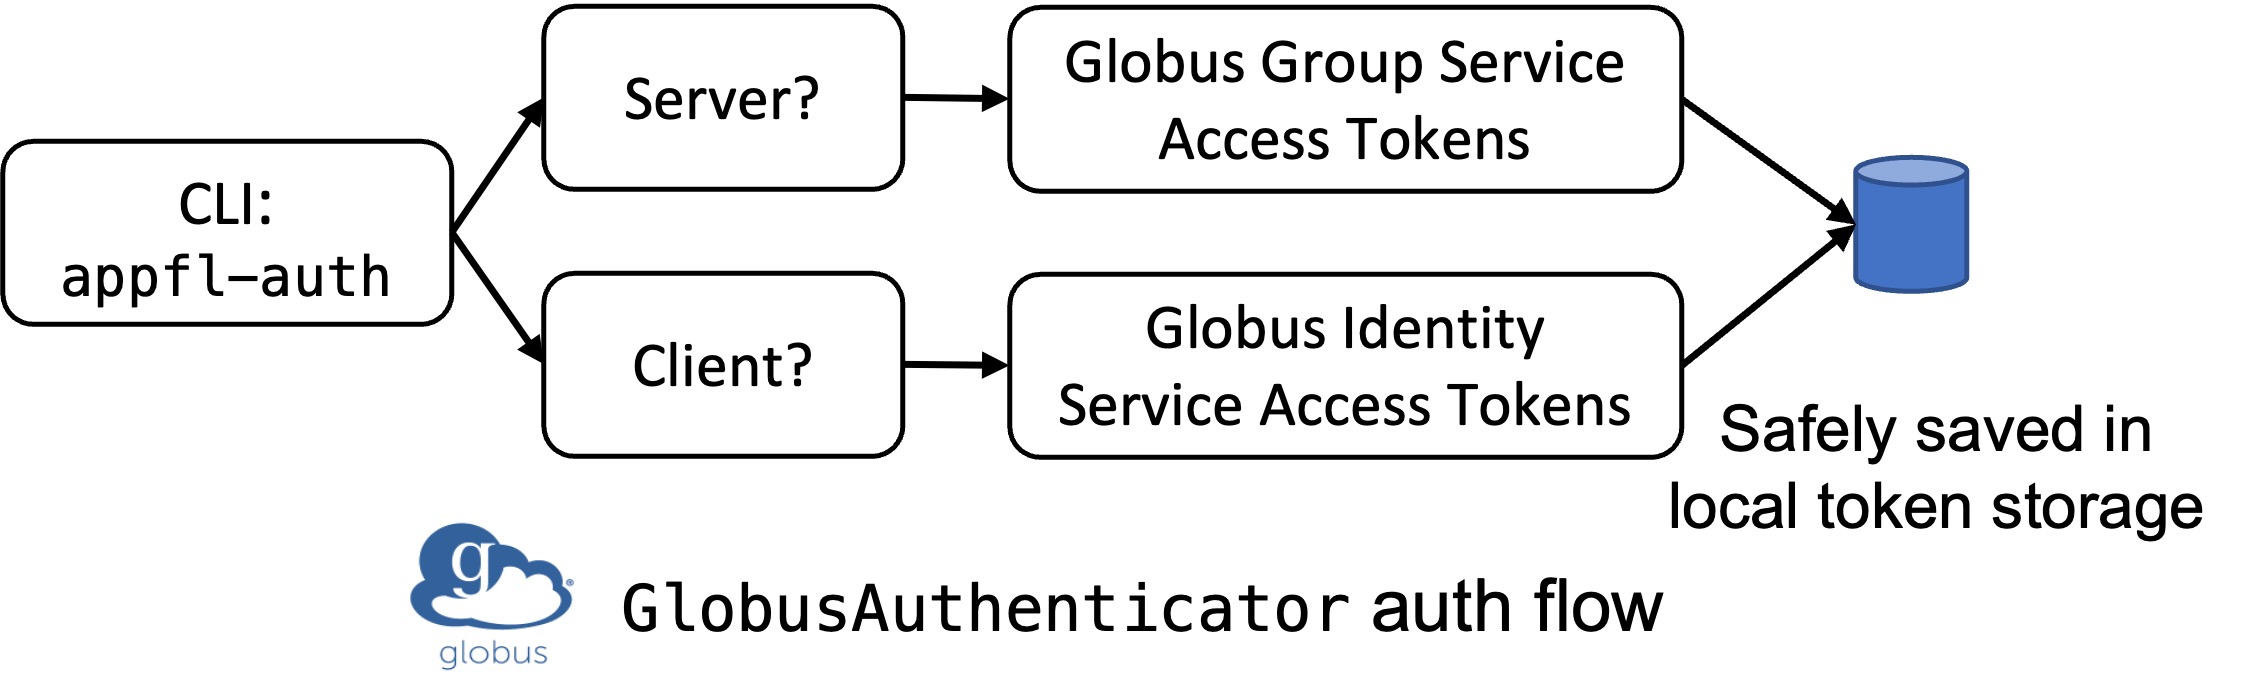 CLI:
appfl-auth
Server?
Globus Group Service
Access Tokens
Client?
Globus Identity
Service Access Tokens
Safely saved in
local token storage
g
globus
GlobusAuthenticator auth flow